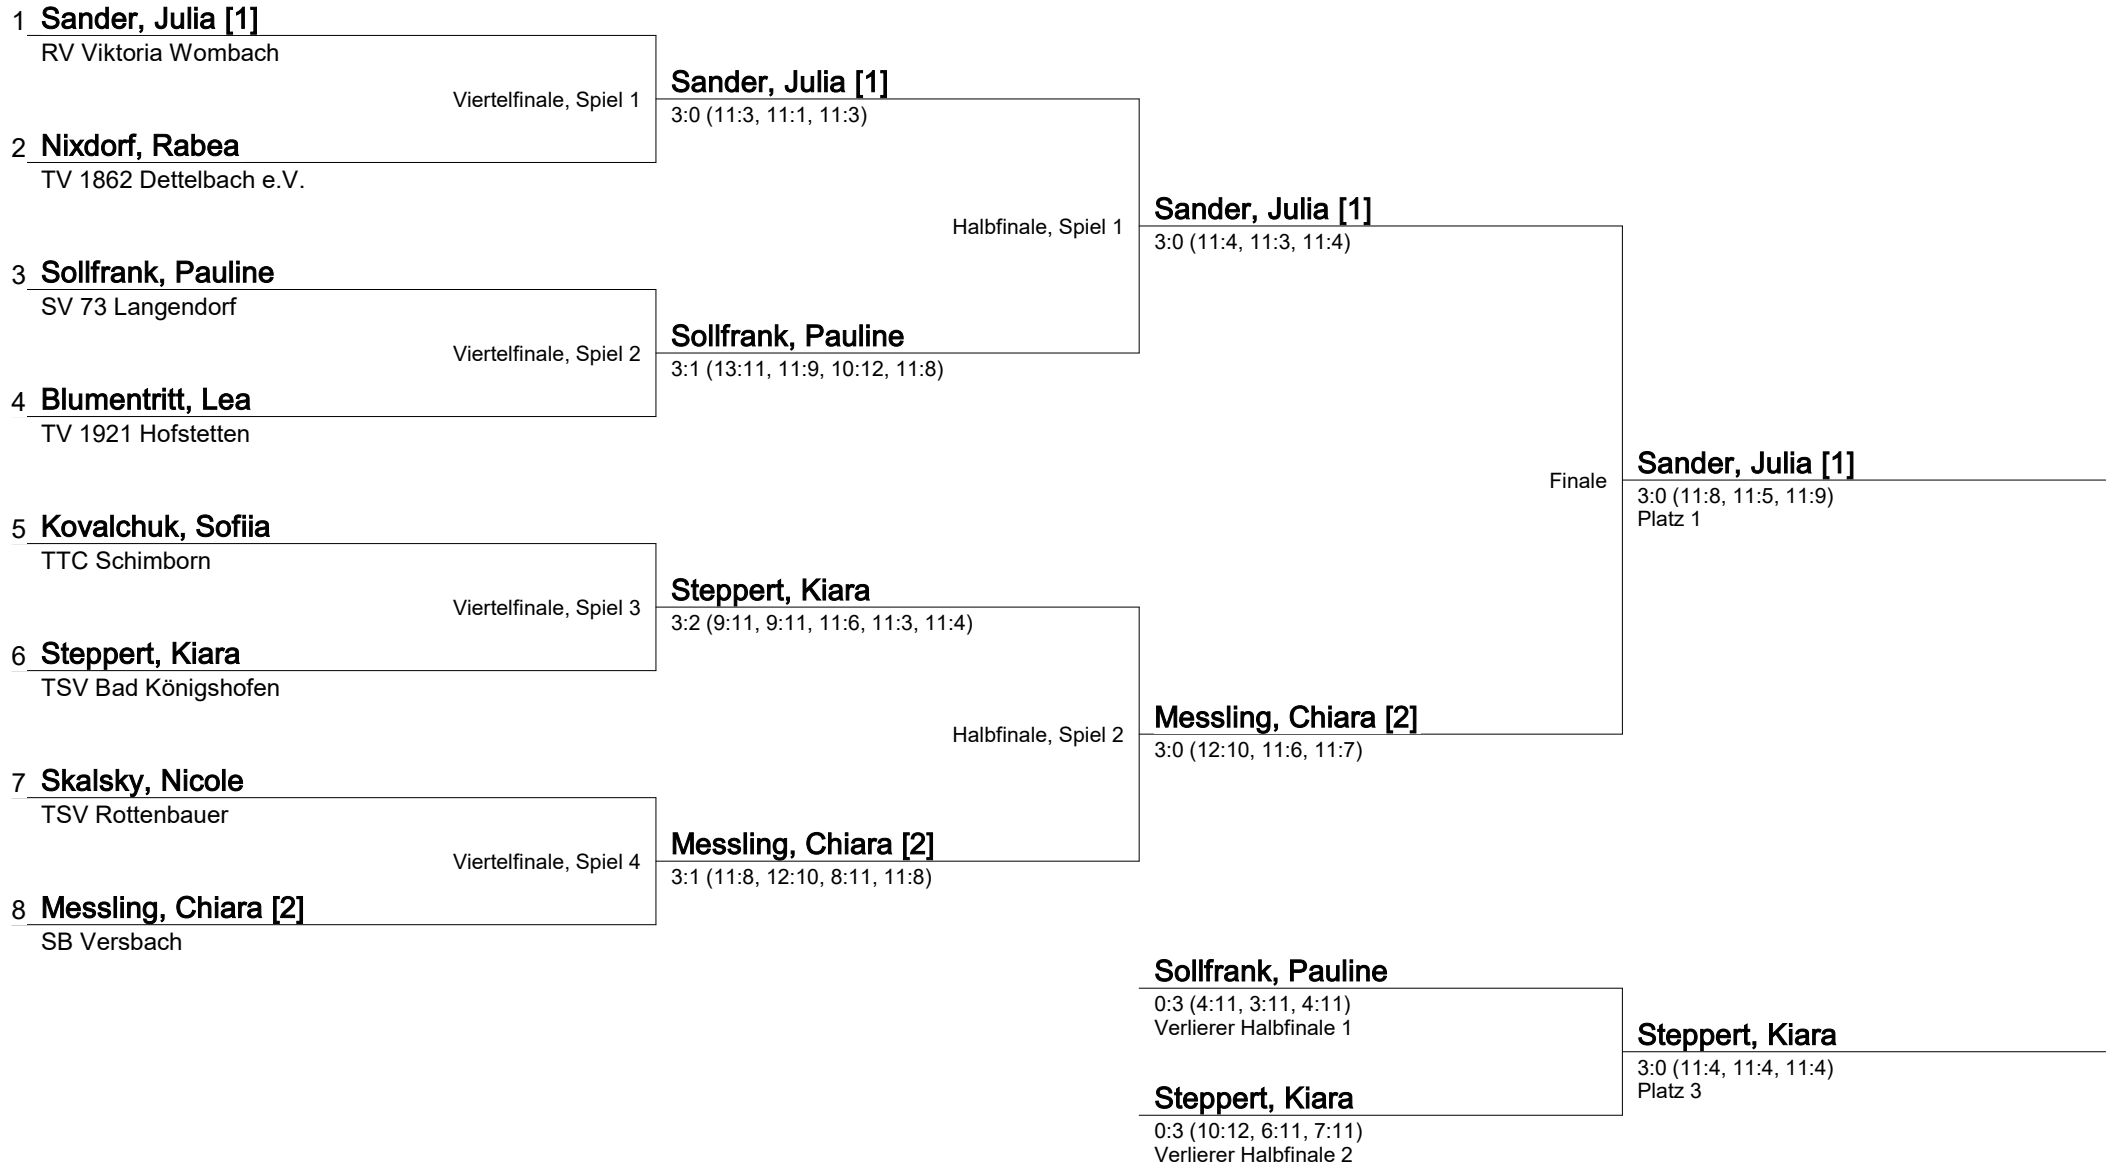 1 Sander, Julia [1]
RV Viktoria Wombach
Viertelfinale, Spiel 1
2 Nixdorf, Rabea
TV 1862 Dettelbach e.V.
Sander, Julia [1]
3:0 (11:3, 11:1, 11:3)
3 Sollfrank, Pauline
SV 73 Langendorf
Viertelfinale, Spiel 2
4 Blumentritt, Lea
TV 1921 Hofstetten
Sollfrank, Pauline
3:1 (13:11, 11:9, 10:12, 11:8)
Halbfinale, Spiel 1
Sander, Julia [1]
3:0 (11:4, 11:3, 11:4)
5 Kovalchuk, Sofiia
TTC Schimborn
Viertelfinale, Spiel 3
6 Steppert, Kiara
TSV Bad Königshofen
Steppert, Kiara
3:2 (9:11, 9:11, 11:6, 11:3, 11:4)
7 Skalsky, Nicole
TSV Rottenbauer
Viertelfinale, Spiel 4
8 Messling, Chiara [2]
SB Versbach
Messling, Chiara [2]
3:1 (11:8, 12:10, 8:11, 11:8)
Halbfinale, Spiel 2
Messling, Chiara [2]
3:0 (12:10, 11:6, 11:7)
Finale
Sander, Julia [1]
3:0 (11:8, 11:5, 11:9)
Platz 1
Sollfrank, Pauline
0:3 (4:11, 3:11, 4:11)
Verlierer Halbfinale 1
Steppert, Kiara
0:3 (10:12, 6:11, 7:11)
Verlierer Halbfinale 2
Steppert, Kiara
3:0 (11:4, 11:4, 11:4)
Platz 3